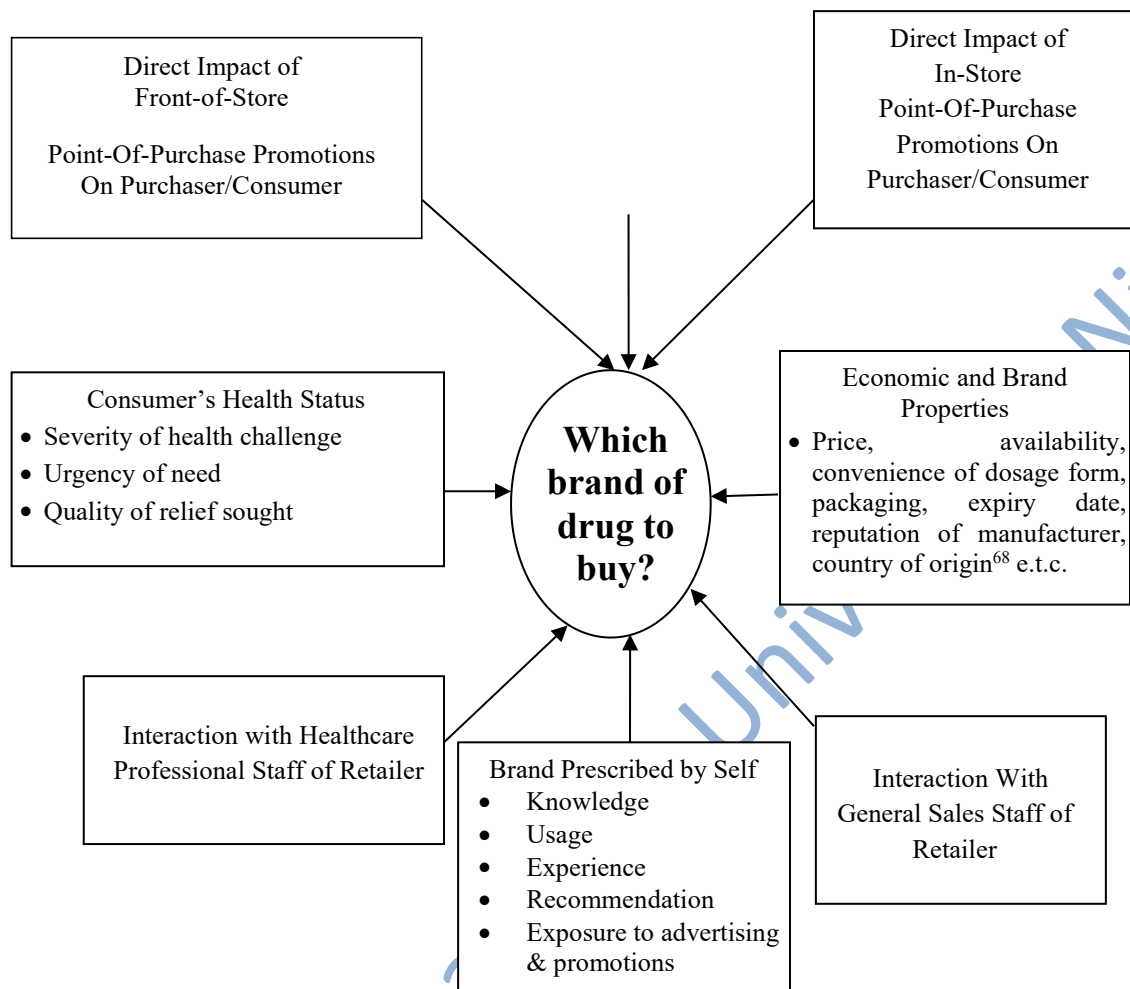 Direct Impact of
Front-of-Store
Point-Of-Purchase Promotions
On Purchaser/Consumer
Direct Impact of
In-Store
Point-Of-Purchase
Promotions On
Purchaser/Consumer
Consumer’s Health Status
• Severity of health challenge
• Urgency of need
• Quality of relief sought
Which
brand of
drug to
buy?
Economic and Brand
Properties
• Price, availability,
convenience of dosage form,
packaging, expiry date,
reputation of manufacturer,
country of origin⁶⁸ e.t.c.
Interaction with Healthcare
Professional Staff of Retailer
Brand Prescribed by Self
• Knowledge
• Usage
• Experience
• Recommendation
• Exposure to advertising
& promotions
Interaction With
General Sales Staff of
Retailer